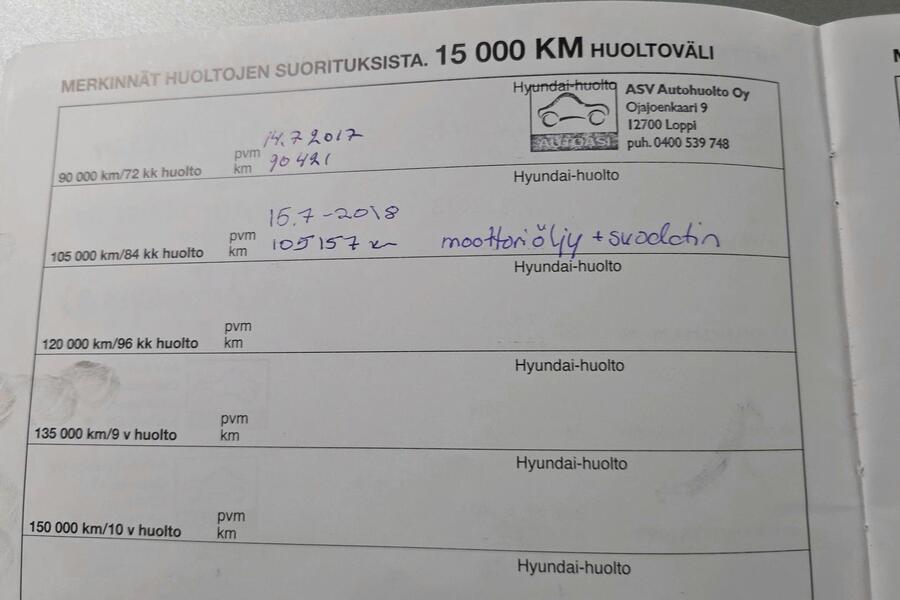 MERKINNÄT HUOLTOJEN SUORITUKSISTA. 15 000 KM HUOLTOVÄLI
Hyundai-huolto
ASV Autohuolto Oy
Ojajoenkaari 9
12700 Loppi
puh. 0400 539 748
AUTOASI
pvm 14.7 2017
90 000 km/72 kk huolto km 90421
Hyundai-huolto
pvm 15.7-2018
105 000 km/84 kk huolto km 105157 km moottoriöljy + suodatin
Hyundai-huolto
pvm
120 000 km/96 kk huolto km
Hyundai-huolto
pvm
135 000 km/9 v huolto km
Hyundai-huolto
pvm
150 000 km/10 v huolto km
Hyundai-huolto